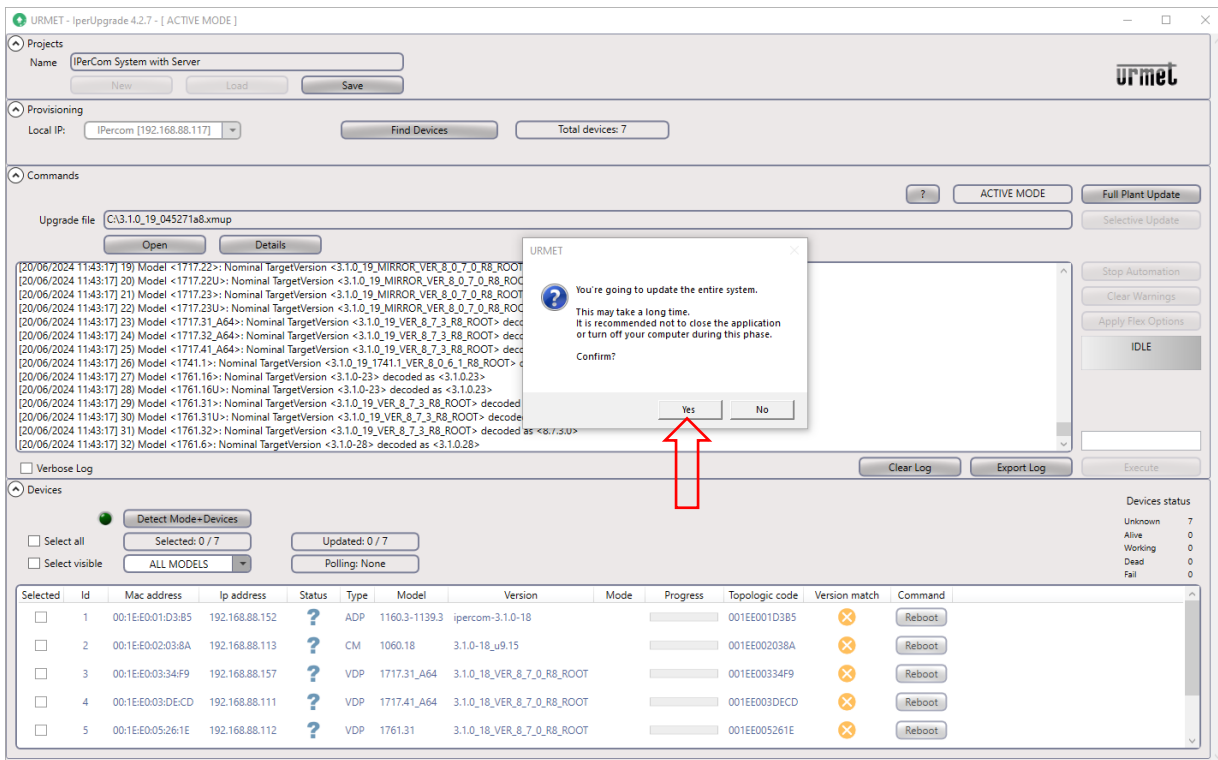 URMET - IperUpgrade 4.2.7 - [ ACTIVE MODE ]
Projects
Name IPerCom System with Server
New Load Save
urmet
Provisioning
Local IP: IPercom [192.168.88.117] Find Devices Total devices: 7
Commands
? ACTIVE MODE Full Plant Update
Upgrade file C:\3.1.0_19_045271a8.xmup Selective Update
Open Details
[20/06/2024 11:43:17] 19) Model <1717.22>: Nominal TargetVersion <3.1.0_19_MIRROR_VER_8_0_7_0_R8_ROOT
[20/06/2024 11:43:17] 20) Model <1717.22U>: Nominal TargetVersion <3.1.0_19_MIRROR_VER_8_0_7_0_R8_ROO
[20/06/2024 11:43:17] 21) Model <1717.23>: Nominal TargetVersion <3.1.0_19_MIRROR_VER_8_0_7_0_R8_ROOT
[20/06/2024 11:43:17] 22) Model <1717.23U>: Nominal TargetVersion <3.1.0_19_MIRROR_VER_8_0_7_0_R8_ROO
[20/06/2024 11:43:17] 23) Model <1717.31_A64>: Nominal TargetVersion <3.1.0_19_VER_8_7_3_R8_ROOT> deco
[20/06/2024 11:43:17] 24) Model <1717.32_A64>: Nominal TargetVersion <3.1.0_19_VER_8_7_3_R8_ROOT> deco
[20/06/2024 11:43:17] 25) Model <1717.41_A64>: Nominal TargetVersion <3.1.0_19_VER_8_7_3_R8_ROOT> deco
[20/06/2024 11:43:17] 26) Model <1741.1>: Nominal TargetVersion <3.1.0_19_1741.1_VER_8_0_6_1_R8_ROOT> d
[20/06/2024 11:43:17] 27) Model <1761.16>: Nominal TargetVersion <3.1.0-23> decoded as <3.1.0.23>
[20/06/2024 11:43:17] 28) Model <1761.16U>: Nominal TargetVersion <3.1.0-23> decoded as <3.1.0.23>
[20/06/2024 11:43:17] 29) Model <1761.31>: Nominal TargetVersion <3.1.0_19_VER_8_7_3_R8_ROOT> decoded
[20/06/2024 11:43:17] 30) Model <1761.31U>: Nominal TargetVersion <3.1.0_19_VER_8_7_3_R8_ROOT> decode
[20/06/2024 11:43:17] 31) Model <1761.32>: Nominal TargetVersion <3.1.0_19_VER_8_7_3_R8_ROOT> decoded as <8.7.3.0>
[20/06/2024 11:43:17] 32) Model <1761.6>: Nominal TargetVersion <3.1.0-28> decoded as <3.1.0.28>
URMET
You're going to update the entire system.
This may take a long time.
It is recommended not to close the application
or turn off your computer during this phase.
Confirm?
Yes No
Stop Automation
Clear Warnings
Apply Flex Options
IDLE
Verbose Log Clear Log Export Log Execute
Devices
Detect Mode+Devices
Select all Selected: 0 / 7 Updated: 0 / 7
Select visible ALL MODELS Polling: None
Devices status
Unknown 7
Alive 0
Working 0
Dead 0
Fail 0
Selected Id Mac address Ip address Status Type Model Version Mode Progress Topologic code Version match Command
1 00:1E:E0:01:D3:B5 192.168.88.152 ? ADP 1160.3-1139.3 ipercom-3.1.0-18 001EE001D3B5 Reboot
2 00:1E:E0:02:03:8A 192.168.88.113 ? CM 1060.18 3.1.0-18_u9.15 001EE002038A Reboot
3 00:1E:E0:03:34:F9 192.168.88.157 ? VDP 1717.31_A64 3.1.0_18_VER_8_7_0_R8_ROOT 001EE00334F9 Reboot
4 00:1E:E0:03:DE:CD 192.168.88.111 ? VDP 1717.41_A64 3.1.0_18_VER_8_7_0_R8_ROOT 001EE003DECD Reboot
5 00:1E:E0:05:26:1E 192.168.88.112 ? VDP 1761.31 3.1.0_18_VER_8_7_0_R8_ROOT 001EE005261E Reboot